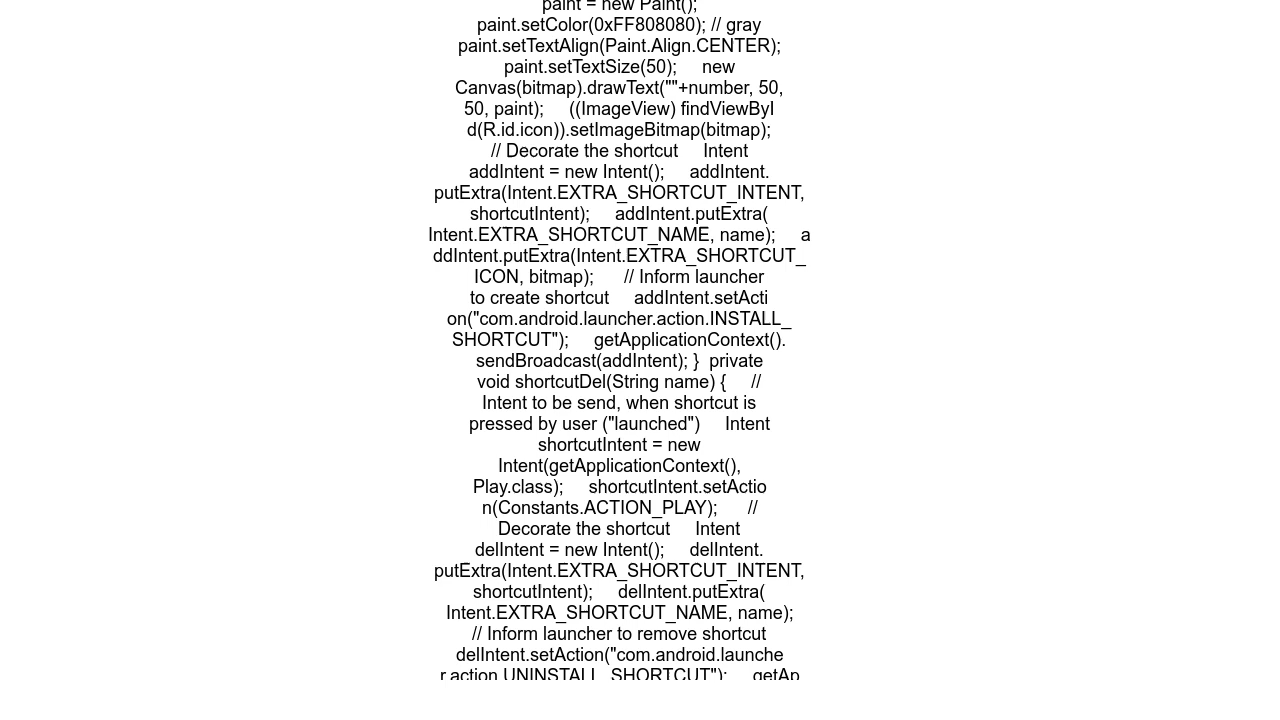 paint = new Paint();
paint.setColor(0xFF808080); // gray
paint.setTextAlign(Paint.Align.CENTER);
paint.setTextSize(50);     new
Canvas(bitmap).drawText(""+number, 50,
50, paint);     ((ImageView) findViewByI
d(R.id.icon)).setImageBitmap(bitmap);
// Decorate the shortcut     Intent
addIntent = new Intent();     addIntent.
putExtra(Intent.EXTRA_SHORTCUT_INTENT,
shortcutIntent);     addIntent.putExtra(
Intent.EXTRA_SHORTCUT_NAME, name);     a
ddIntent.putExtra(Intent.EXTRA_SHORTCUT_
ICON, bitmap);      // Inform launcher
to create shortcut     addIntent.setActi
on("com.android.launcher.action.INSTALL_
SHORTCUT");     getApplicationContext().
sendBroadcast(addIntent); }  private
void shortcutDel(String name) {     //
Intent to be send, when shortcut is
pressed by user ("launched")     Intent
shortcutIntent = new
Intent(getApplicationContext(),
Play.class);     shortcutIntent.setActio
n(Constants.ACTION_PLAY);      //
Decorate the shortcut     Intent
delIntent = new Intent();     delIntent.
putExtra(Intent.EXTRA_SHORTCUT_INTENT,
shortcutIntent);     delIntent.putExtra(
Intent.EXTRA_SHORTCUT_NAME, name);
// Inform launcher to remove shortcut
delIntent.setAction("com.android.launche
r.action.UNINSTALL_SHORTCUT");     getAp